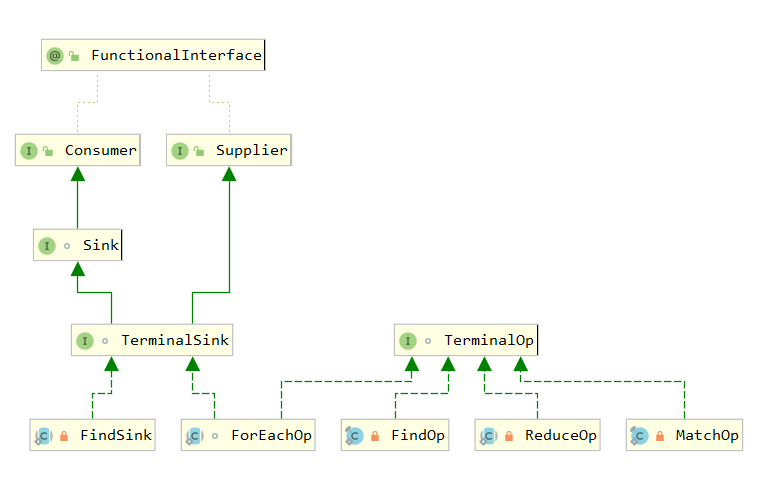 @ FunctionalInterface
I Consumer
I Supplier
I Sink
I TerminalSink
I TerminalOp
C FindSink
C ForEachOp
C FindOp
C ReduceOp
C MatchOp